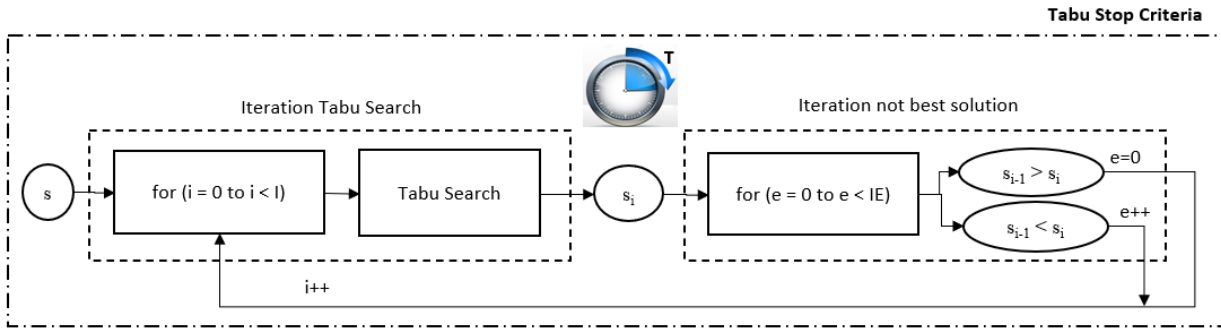 Tabu Stop Criteria
T
Iteration Tabu Search
Iteration not best solution
s
for (i = 0 to i < I)
Tabu Search
sᵢ
for (e = 0 to e < IE)
sᵢ₋₁ > sᵢ
e=0
sᵢ₋₁ < sᵢ
e++
i++